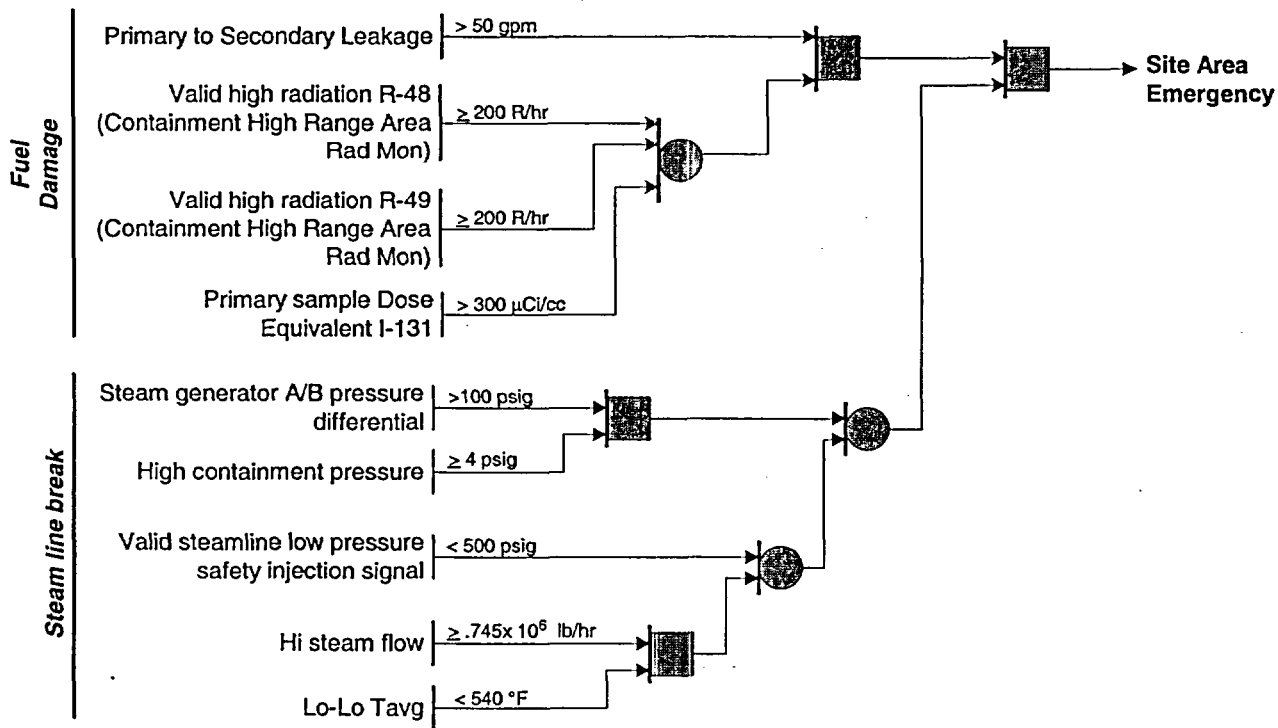 Fuel
Damage
Primary to Secondary Leakage
> 50 gpm
Valid high radiation R-48
(Containment High Range Area
Rad Mon)
≥ 200 R/hr
Valid high radiation R-49
(Containment High Range Area
Rad Mon)
≥ 200 R/hr
Primary sample Dose
Equivalent I-131
> 300 μCi/cc
Site Area
Emergency
Steam line break
Steam generator A/B pressure
differential
>100 psig
High containment pressure
≥ 4 psig
Valid steamline low pressure
safety injection signal
< 500 psig
Hi steam flow
≥ .745x 10⁶ lb/hr
Lo-Lo Tavg
< 540 °F